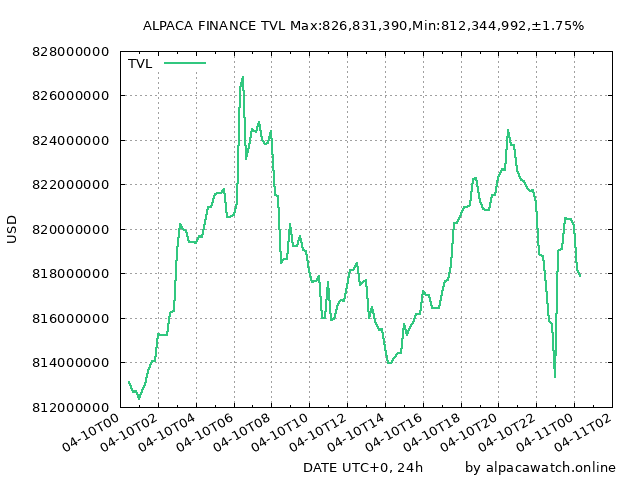 ALPACA FINANCE TVL Max:826,831,390,Min:812,344,992,±1.75%
828000000
TVL
826000000
824000000
822000000
820000000
818000000
816000000
814000000
812000000
USD
04-10T00
04-10T02
04-10T04
04-10T06
04-10T08
04-10T10
04-10T12
04-10T14
04-10T16
04-10T18
04-10T20
04-10T22
04-11T00
04-11T02
DATE UTC+0, 24h
by alpacawatch.online